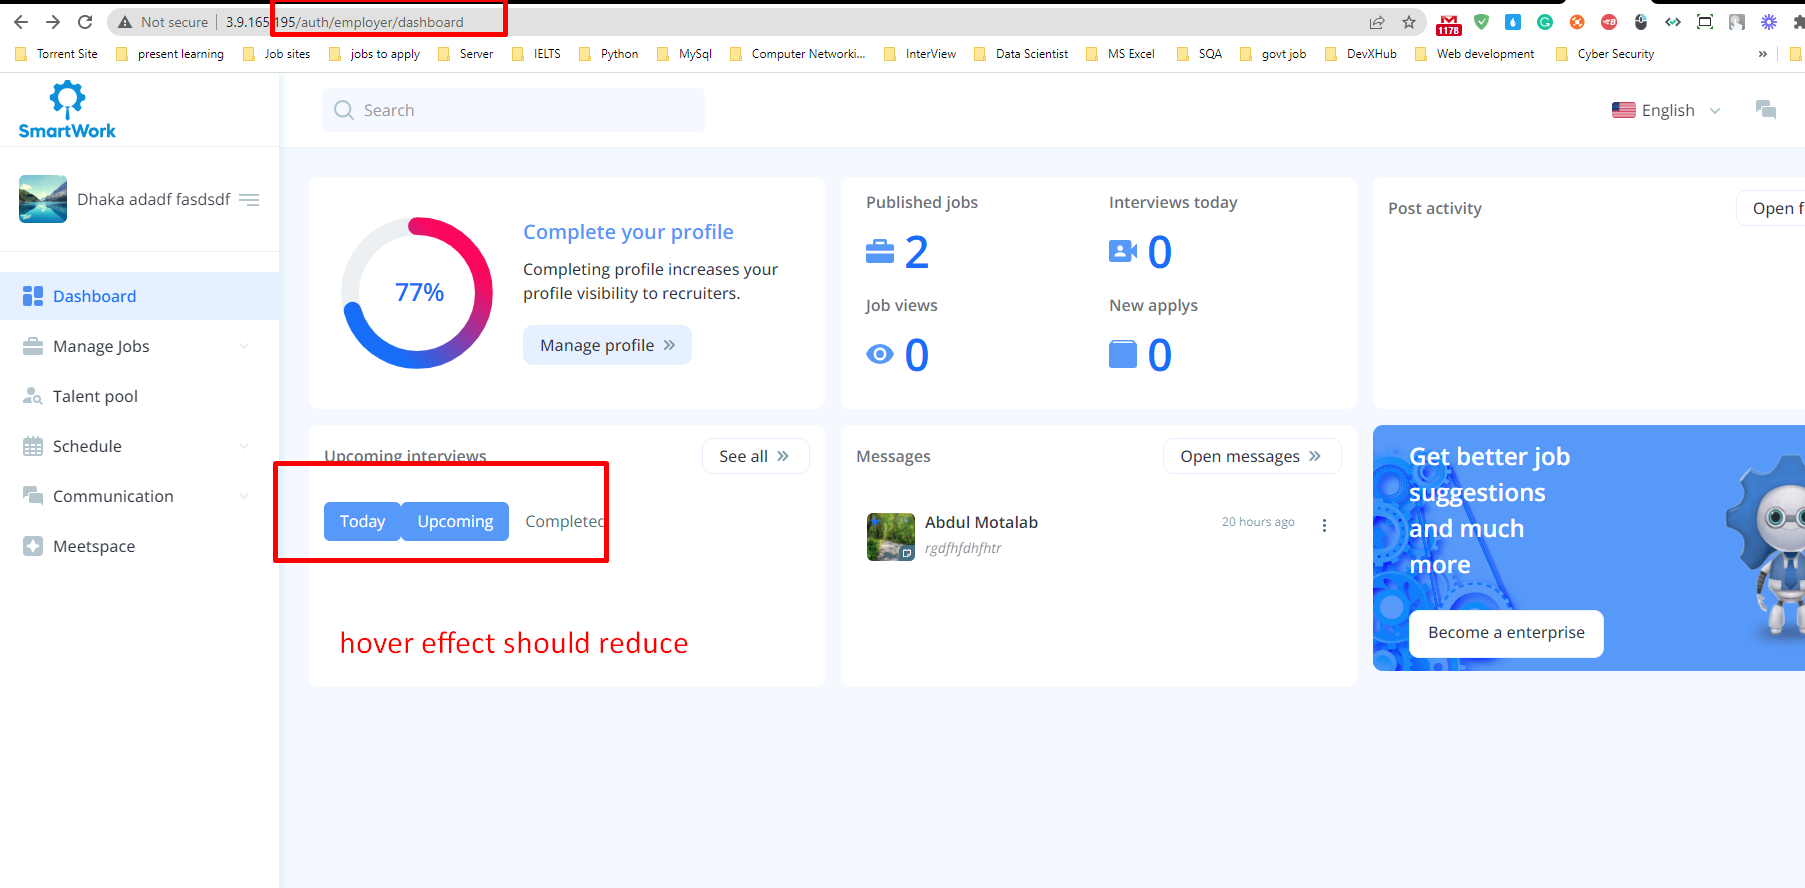 Not secure 3.9.165.195/auth/employer/dashboard
1178
Torrent Site present learning Job sites jobs to apply Server IELTS Python MySql Computer Networki... InterView Data Scientist MS Excel SQA govt job DevXHub Web development Cyber Security »
SmartWork
Search
English
Dhaka adadf fasdsdf
Dashboard
Manage Jobs
Talent pool
Schedule
Communication
Meetspace
77%
Complete your profile
Completing profile increases your
profile visibility to recruiters.
Manage profile »
Published jobs
2
Interviews today
0
Job views
0
New applys
0
Post activity
Open f
Upcoming interviews
See all »
Today Upcoming Completed
hover effect should reduce
Messages
Open messages »
Abdul Motalab
20 hours ago
rgdfhfdhfhtr
Get better job
suggestions
and much
more
Become a enterprise